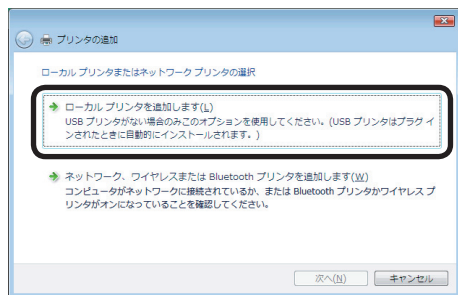 プリンタの追加
ローカル プリンタまたはネットワーク プリンタの選択
ローカル プリンタを追加します(L)
USB プリンタがない場合のみこのオプションを使用してください。(USB プリンタはプラグ イ
ンされたときに自動的にインストールされます。)
ネットワーク、ワイヤレスまたは Bluetooth プリンタを追加します(W)
コンピュータがネットワークに接続されているか、または Bluetooth プリンタかワイヤレス プ
リンタがオンになっていることを確認してください。
次へ(N)
キャンセル